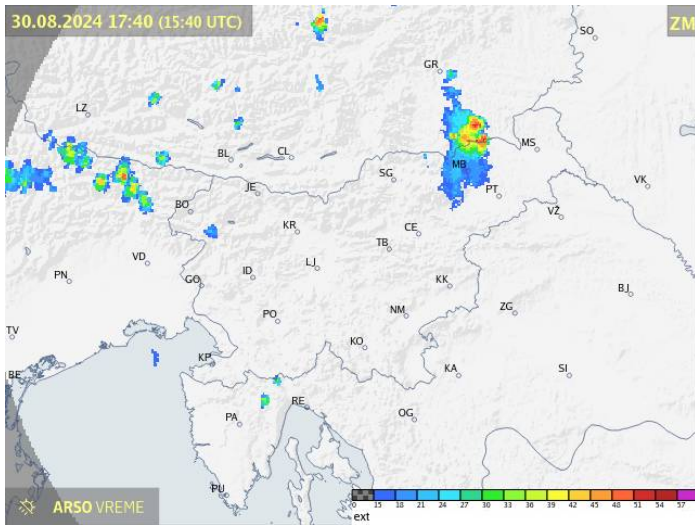 30.08.2024 17:40 (15:40 UTC)
ZM
SO
GR
LZ
MS
BL
CL
MB
SG
PT
VK
JE
BO
VŽ
KR
CE
TB
VD
LJ
ID
PN
GO
KK
BJ
PO
NM
ZG
TV
KO
KP
BE
KA
SI
RE
PA
OG
PU
ARSO VREME
0 15 18 21 24 27 30 33 36 39 42 45 48 51 54 57
ext